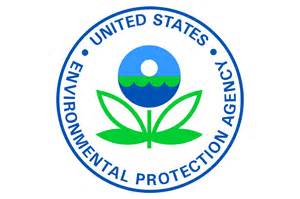 UNITED STATES
• ENVIRONMENTAL PROTECTION AGENCY •